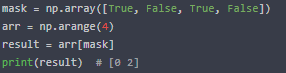 mask = np.array([True, False, True, False])
arr = np.arange(4)
result = arr[mask]
print(result)  # [0 2]